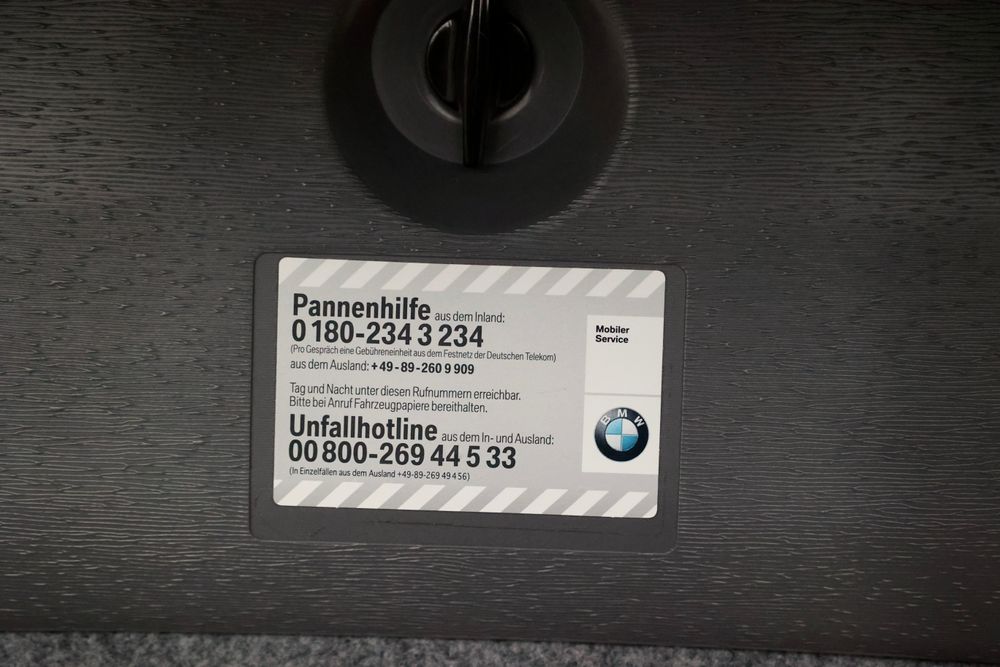 Pannenhilfe aus dem Inland:
0 180-234 3 234
(Pro Gespräch eine Gebühreneinheit aus dem Festnetz der Deutschen Telekom)
aus dem Ausland: +49-89-260 9 909
Tag und Nacht unter diesen Rufnummern erreichbar.
Bitte bei Anruf Fahrzeugpapiere bereithalten.
Unfallhotline aus dem In- und Ausland:
00 800-269 44 5 33
(In Einzelfällen aus dem Ausland +49-89-269 49 4 56)
Mobiler
Service
BMW